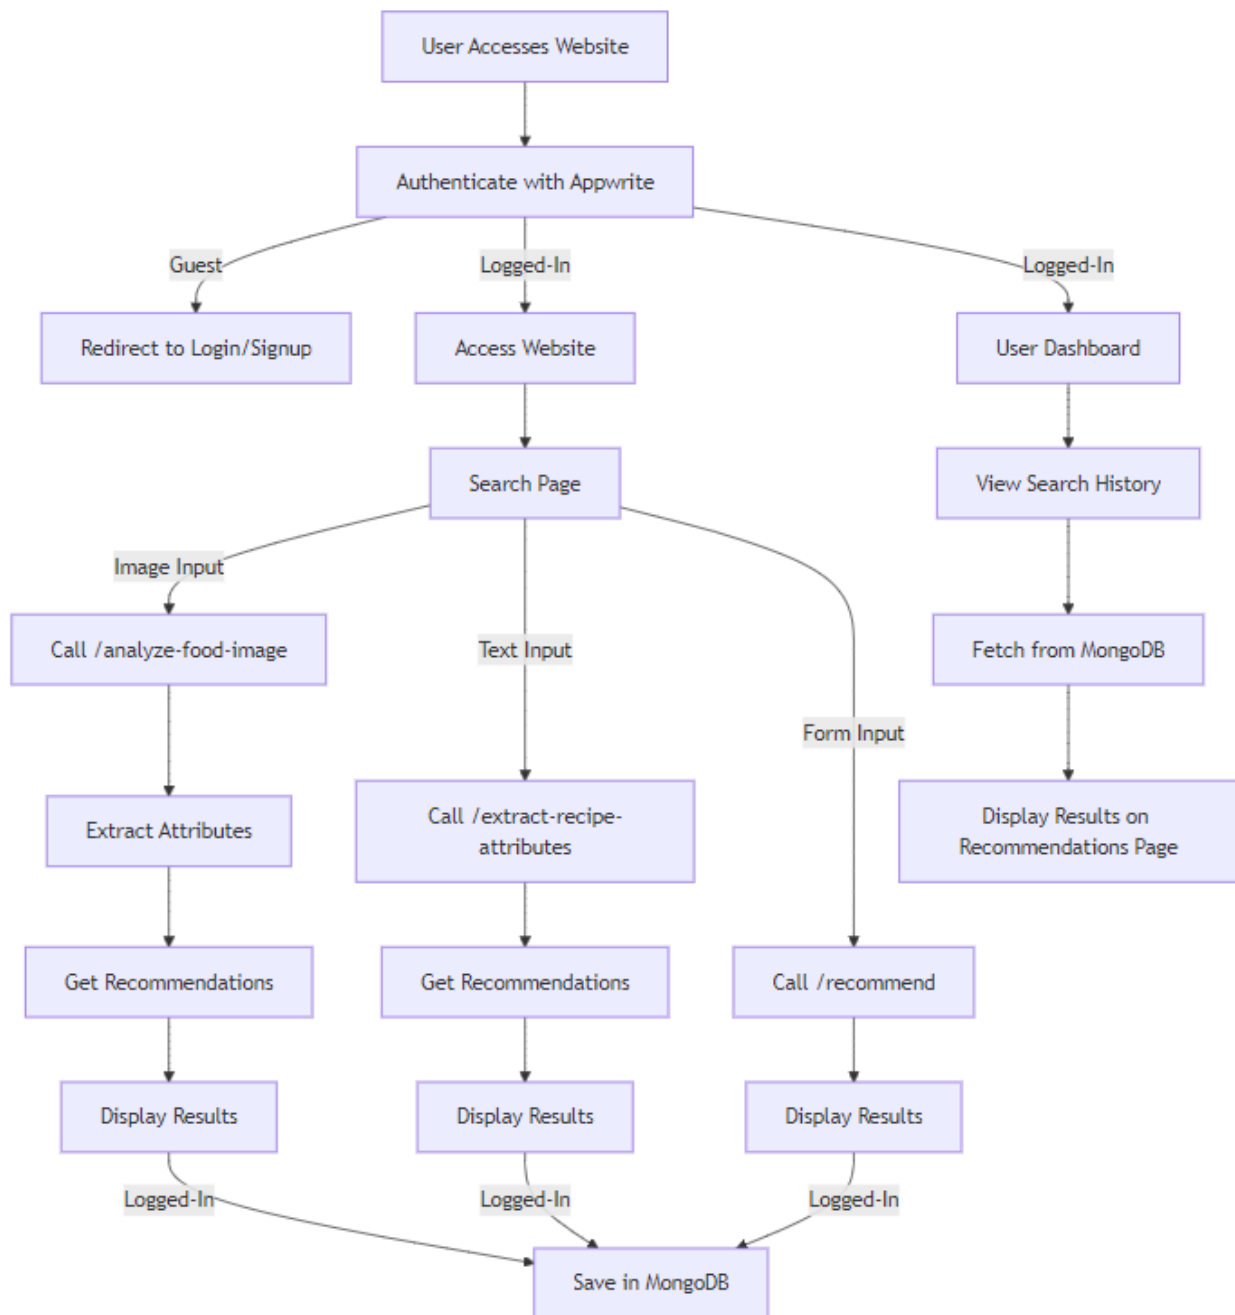 User Accesses Website
Authenticate with Appwrite
Guest
Logged-In
Logged-In
Redirect to Login/Signup
Access Website
User Dashboard
Search Page
View Search History
Image Input
Call /analyze-food-image
Text Input
Fetch from MongoDB
Form Input
Extract Attributes
Call /extract-recipe-
attributes
Display Results on
Recommendations Page
Get Recommendations
Get Recommendations
Call /recommend
Display Results
Display Results
Display Results
Logged-In
Logged-In
Logged-In
Save in MongoDB